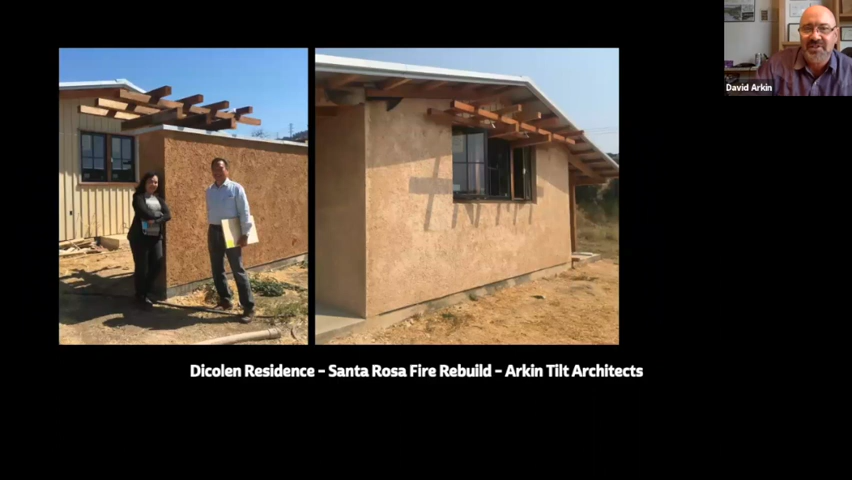 David Arkin
Dicolen Residence – Santa Rosa Fire Rebuild – Arkin Tilt Architects